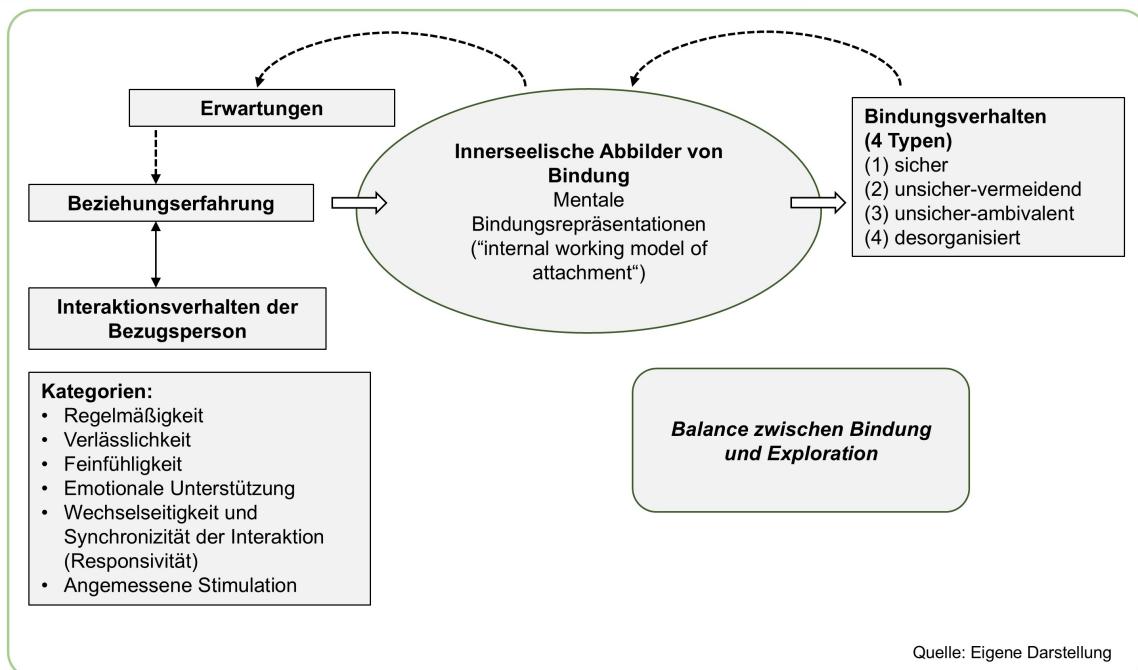 Erwartungen
Beziehungserfahrung
Interaktionsverhalten der
Bezugsperson
Kategorien:
• Regelmäßigkeit
• Verlässlichkeit
• Feinfühligkeit
• Emotionale Unterstützung
• Wechselseitigkeit und
Synchronizität der Interaktion
(Responsivität)
• Angemessene Stimulation
Innerseelische Abbilder von
Bindung
Mentale
Bindungsrepräsentationen
(“internal working model of
attachment“)
Bindungsverhalten
(4 Typen)
(1) sicher
(2) unsicher-vermeidend
(3) unsicher-ambivalent
(4) desorganisiert
Balance zwischen Bindung
und Exploration
Quelle: Eigene Darstellung